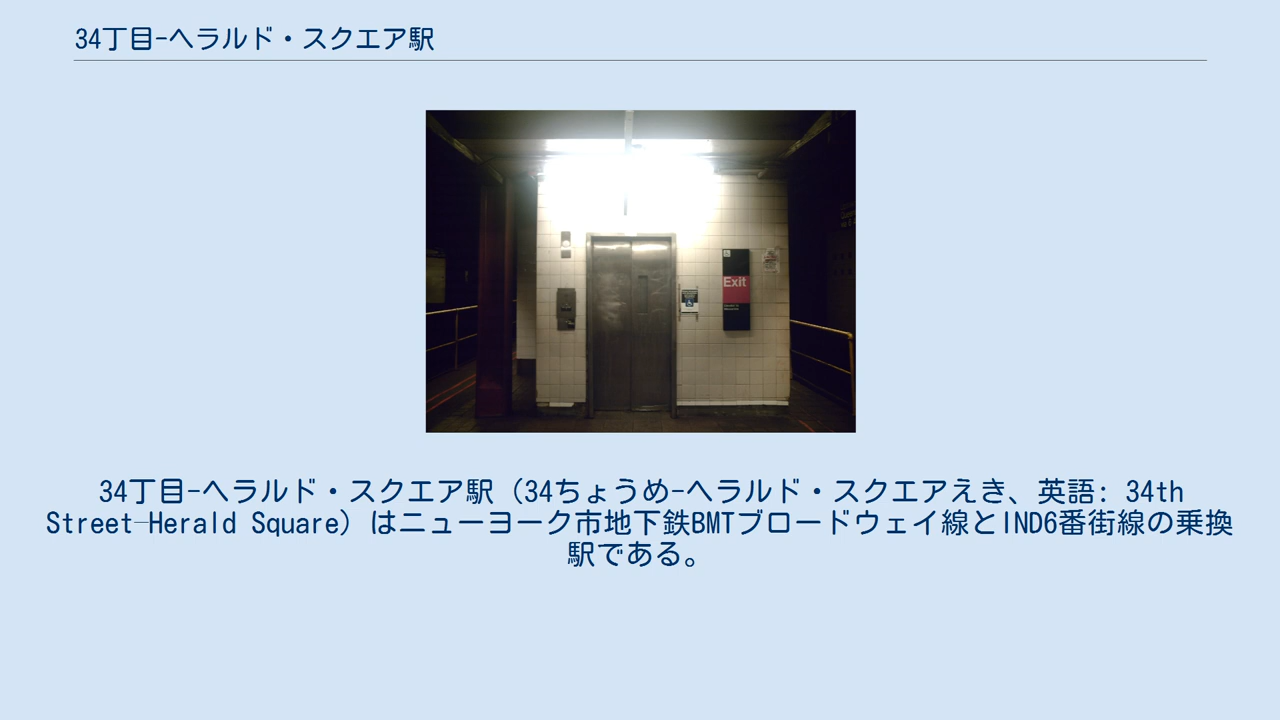 34丁目-ヘラルド・スクエア駅
Exit
34丁目-ヘラルド・スクエア駅（34ちょうめ-ヘラルド・スクエアえき、英語: 34th
Street–Herald Square）はニューヨーク市地下鉄BMTブロードウェイ線とIND6番街線の乗換
駅である。